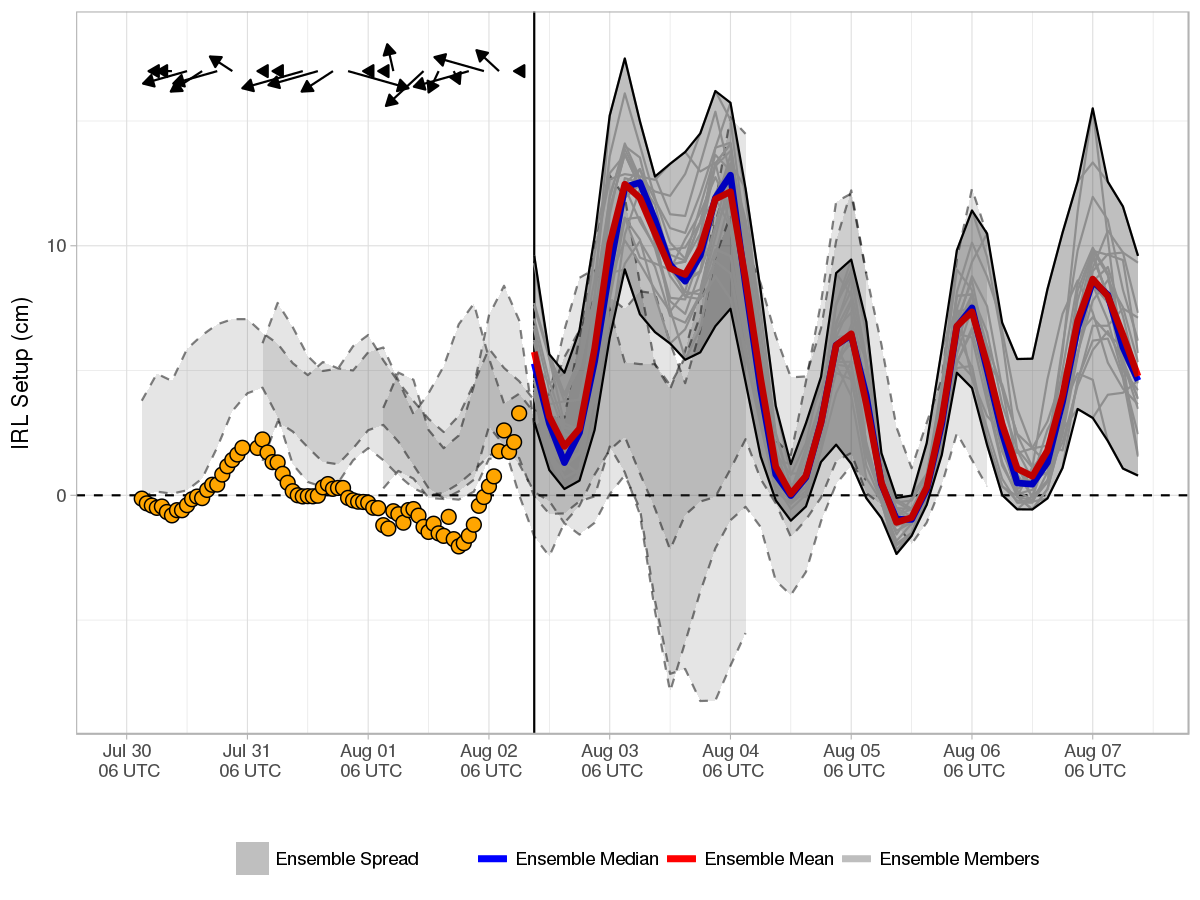 IRL Setup (cm)
10
0
Jul 30
06 UTC
Jul 31
06 UTC
Aug 01
06 UTC
Aug 02
06 UTC
Aug 03
06 UTC
Aug 04
06 UTC
Aug 05
06 UTC
Aug 06
06 UTC
Aug 07
06 UTC
Ensemble Spread
Ensemble Median
Ensemble Mean
Ensemble Members